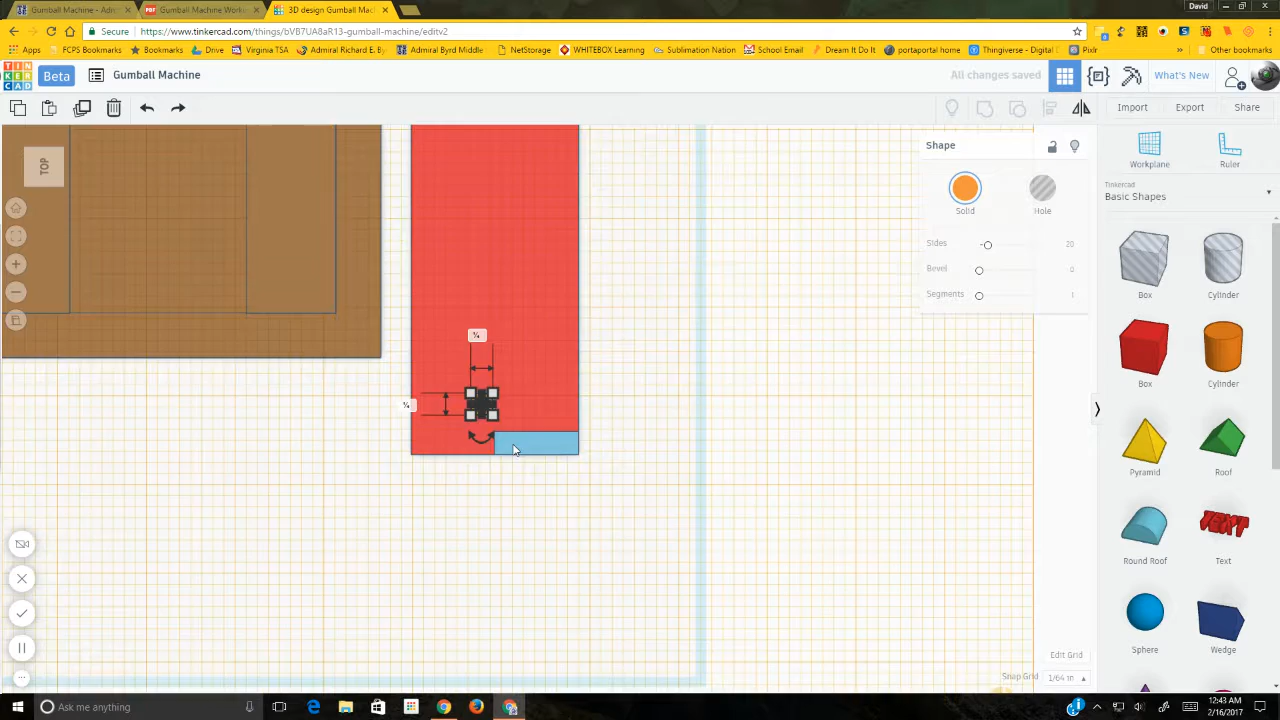 Gumball Machine - Adm
Gumball Machine Works
3D design Gumball Mac
David
Secure
https://www.tinkercad.com/things/bVB7UA8aR13-gumball-machine/editv2
Apps
FCPS Bookmarks
Bookmarks
Drive
Virginia TSA
Admiral Richard E. By
Admiral Byrd Middle
NetStorage
WHITEBOX Learning
Sublimation Nation
School Email
Dream It Do It
portaportal home
Thingiverse - Digital
Pixlr
Other bookmarks
TIN
KER
CAD
Beta
Gumball Machine
All changes saved
What's New
Import
Export
Share
TOP
Shape
Solid
Hole
Sides
20
Bevel
0
Segments
1
Workplane
Ruler
Tinkercad
Basic Shapes
Box
Cylinder
Box
Cylinder
Pyramid
Roof
Round Roof
Text
Sphere
Wedge
Edit Grid
Snap Grid
1/64 in
Ask me anything
12:43 AM
2/16/2017